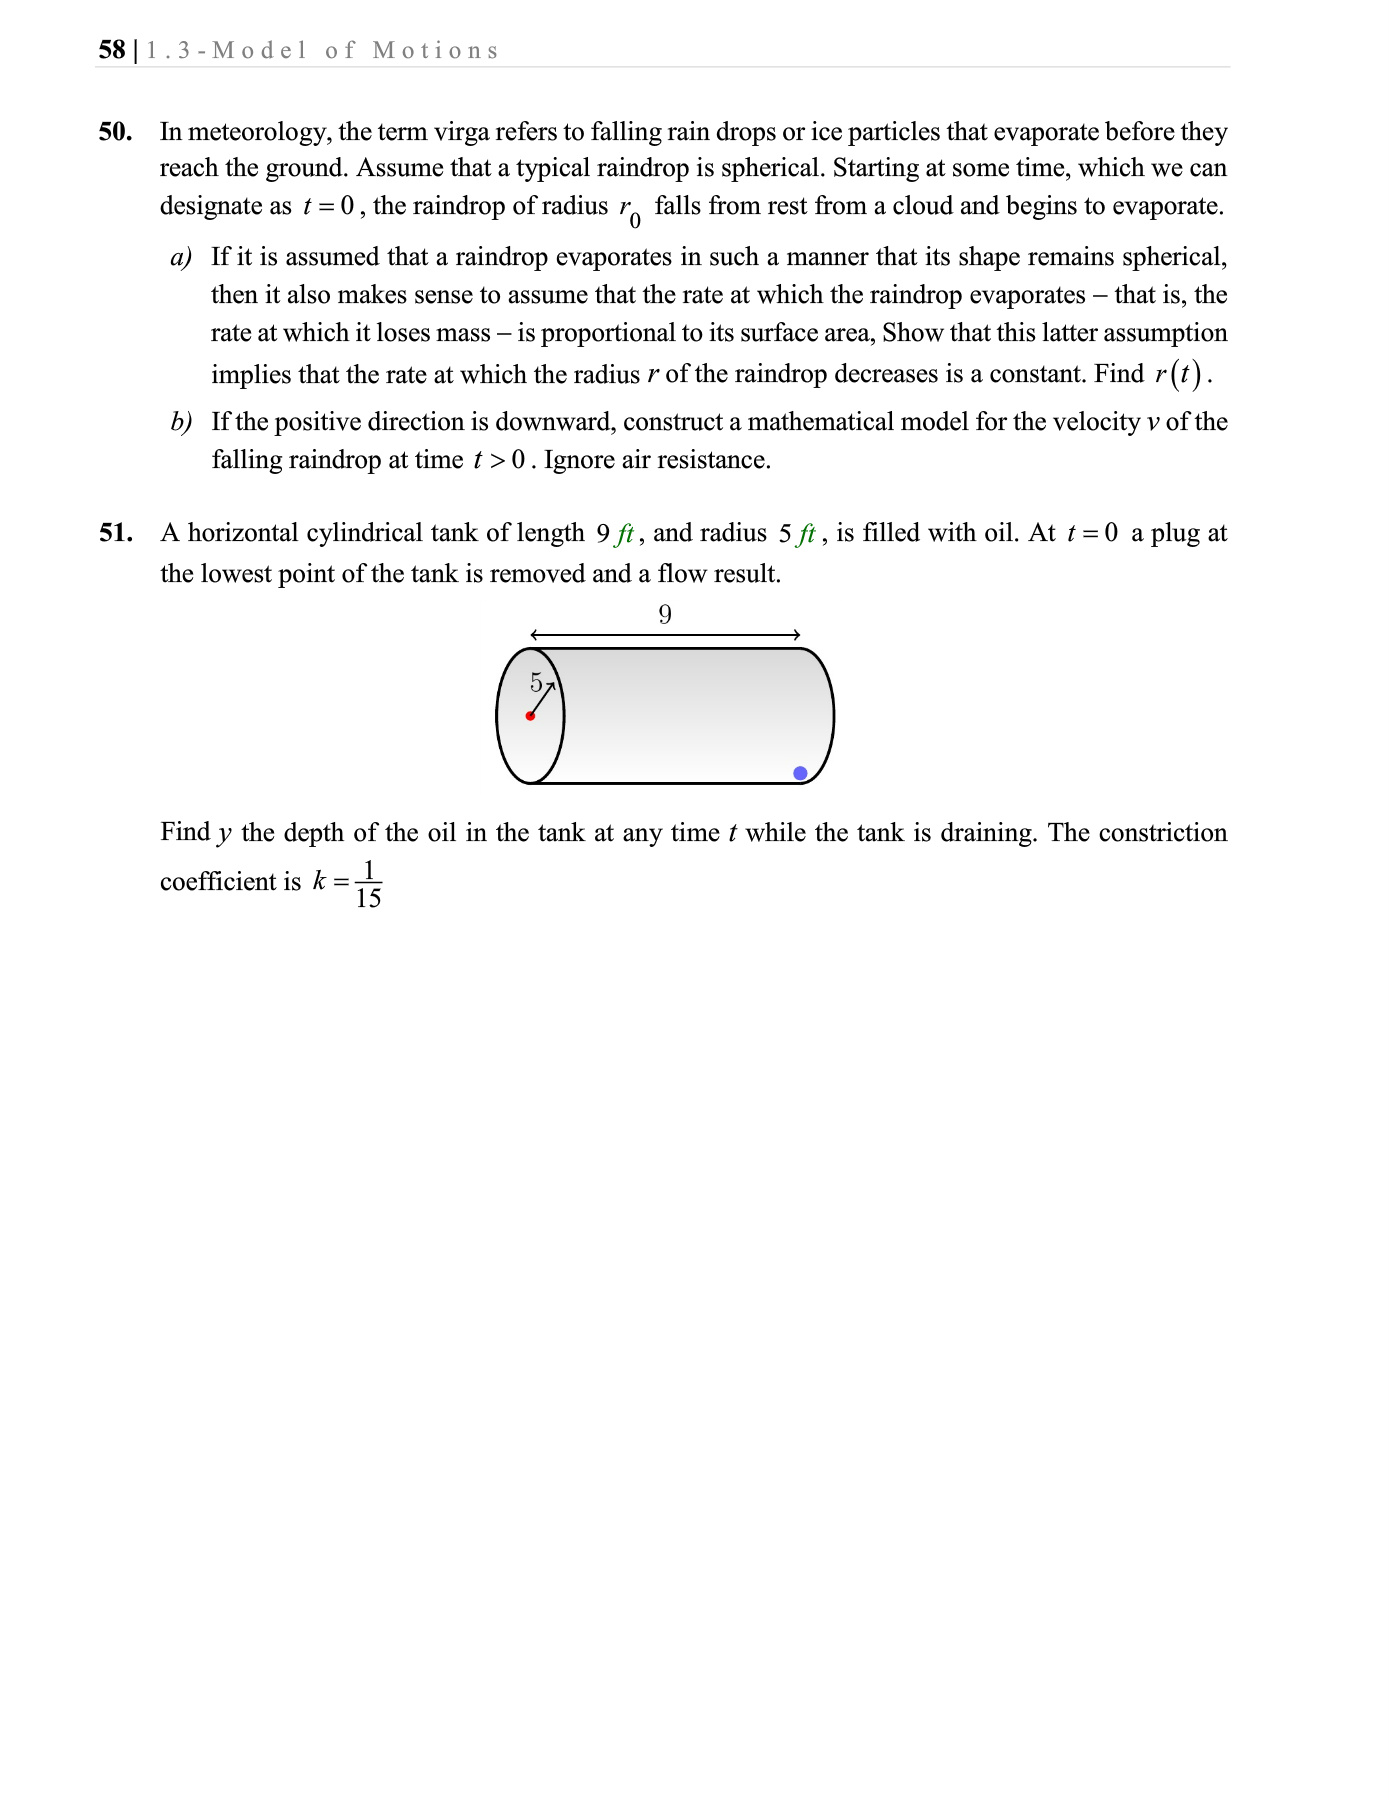 58 | 1.3-Model of Motions
50. In meteorology, the term virga refers to falling rain drops or ice particles that evaporate before they
reach the ground. Assume that a typical raindrop is spherical. Starting at some time, which we can
designate as t = 0, the raindrop of radius r₀ falls from rest from a cloud and begins to evaporate.
a) If it is assumed that a raindrop evaporates in such a manner that its shape remains spherical,
then it also makes sense to assume that the rate at which the raindrop evaporates – that is, the
rate at which it loses mass – is proportional to its surface area, Show that this latter assumption
implies that the rate at which the radius r of the raindrop decreases is a constant. Find r(t).
b) If the positive direction is downward, construct a mathematical model for the velocity v of the
falling raindrop at time t > 0. Ignore air resistance.
51. A horizontal cylindrical tank of length 9 ft, and radius 5 ft, is filled with oil. At t = 0 a plug at
the lowest point of the tank is removed and a flow result.
9
5
Find y the depth of the oil in the tank at any time t while the tank is draining. The constriction
coefficient is k = 1/15